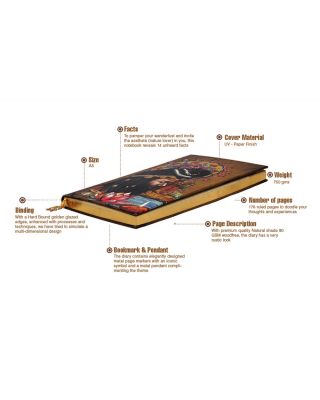 Facts
To pamper your wanderlust and invite
the aesthete (nature lover) in you, this
notebook reveals 14 unheard facts
Cover Material
UV - Paper Finish
Size
A5
Weight
750 gms
Binding
With a Hard Bound golden glazed
edges, enhanced with processes and
techniques, we have tried to simulate a
multi-dimensional design
Number of pages
176 ruled pages to doodle your
thoughts and experiences
Page Description
With premium quality Natural shade 80
GSM woodfree, the diary has a very
rustic look
Bookmark & Pendant
The diary contains elegantly designed
metal page markers with an iconic
symbol and a metal pendant compli-
menting the theme